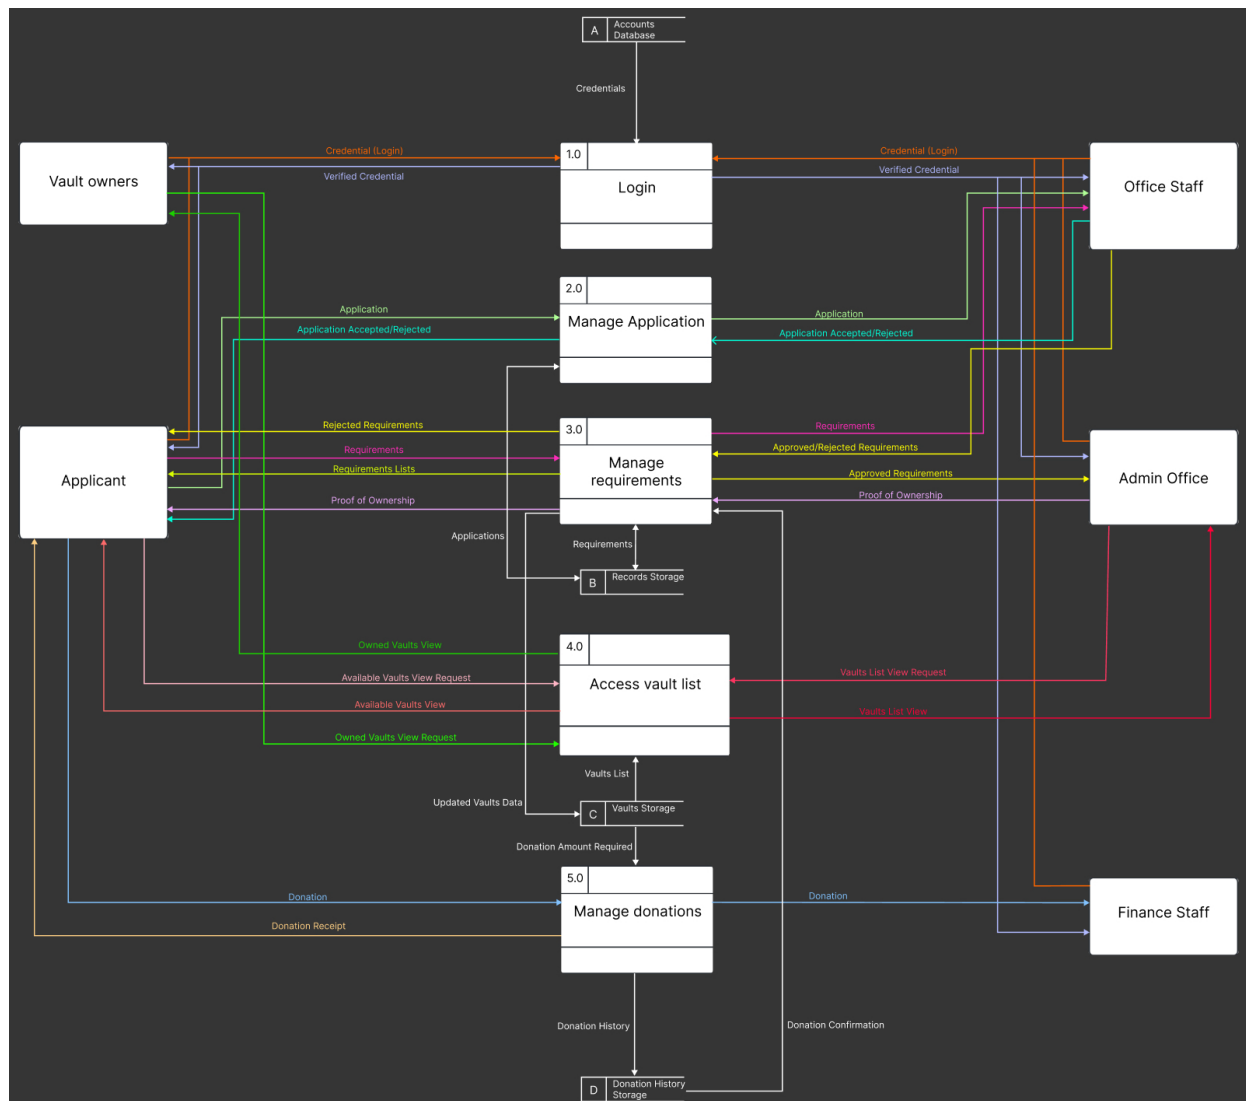 A
Accounts
Database
Credentials
Vault owners
Credential (Login)
Verified Credential
1.0
Login
Credential (Login)
Verified Credential
Office Staff
2.0
Manage Application
Application
Application Accepted/Rejected
Application
Application Accepted/Rejected
Applicant
Rejected Requirements
Requirements
Requirements Lists
Proof of Ownership
3.0
Manage
requirements
Requirements
Approved/Rejected Requirements
Approved Requirements
Proof of Ownership
Admin Office
Applications
Requirements
B
Records Storage
4.0
Access vault list
Owned Vaults View
Available Vaults View Request
Available Vaults View
Owned Vaults View Request
Vaults List View Request
Vaults List View
Vaults List
Updated Vaults Data
C
Vaults Storage
Donation Amount Required
5.0
Manage donations
Donation
Donation Receipt
Donation
Finance Staff
Donation History
Donation Confirmation
D
Donation History
Storage